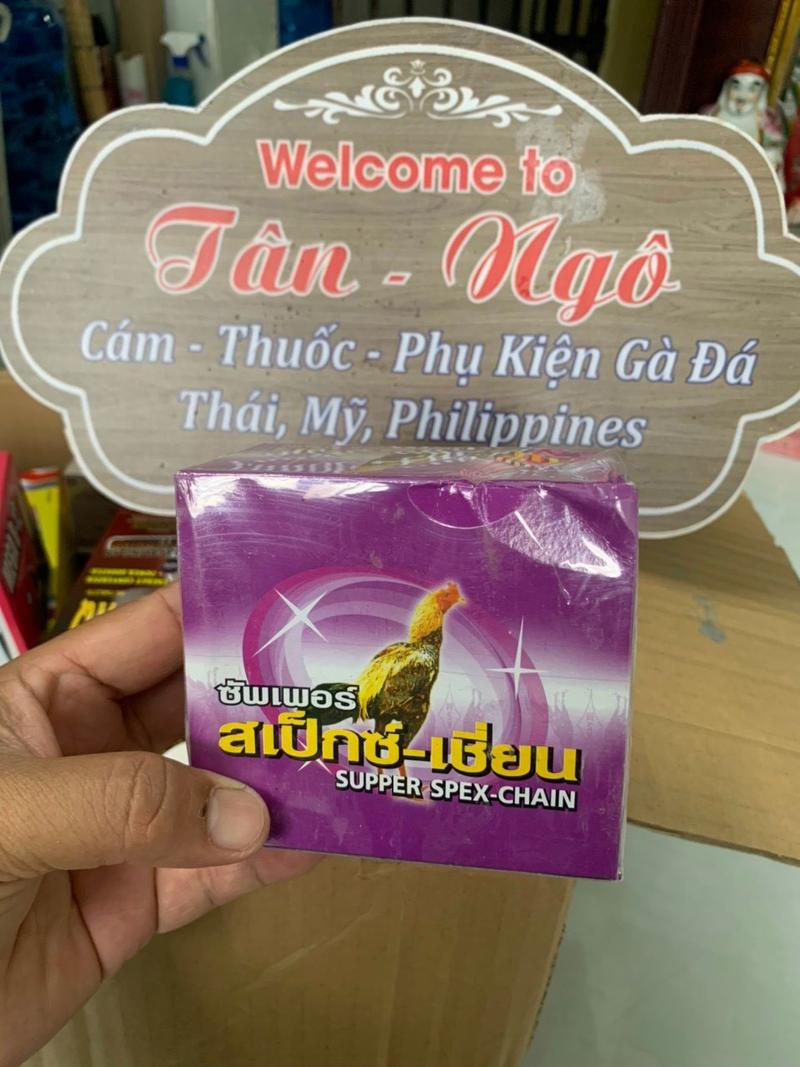 Welcome to
Tân - Ngô
Cám - Thuốc - Phụ Kiện Gà Đá
Thái, Mỹ, Philippines
ซัพเพอร์
สเป็กซ์-เชี่ยน
SUPPER SPEX-CHAIN